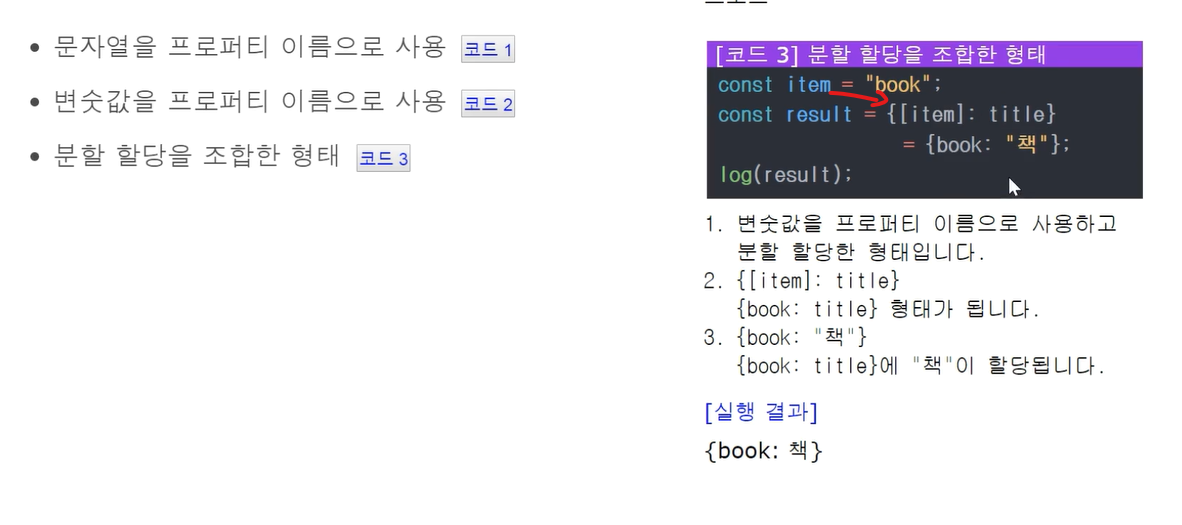 • 문자열을 프로퍼티 이름으로 사용 코드 1
• 변숫값을 프로퍼티 이름으로 사용 코드 2
• 분할 할당을 조합한 형태 코드 3
[코드 3] 분할 할당을 조합한 형태
const item = "book";
const result = {[item]: title}
= {book: "책"};
log(result);
1. 변숫값을 프로퍼티 이름으로 사용하고
분할 할당한 형태입니다.
2. {[item]: title}
{book: title} 형태가 됩니다.
3. {book: "책"}
{book: title}에 "책"이 할당됩니다.
[실행 결과]
{book: 책}